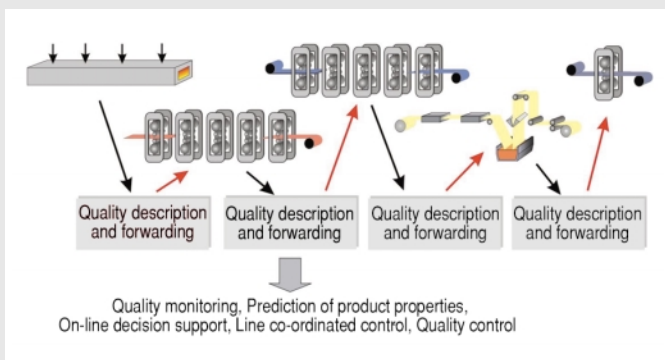 Quality description
and forwarding
Quality description
and forwarding
Quality description
and forwarding
Quality description
and forwarding
Quality monitoring, Prediction of product properties,
On-line decision support, Line co-ordinated control, Quality control